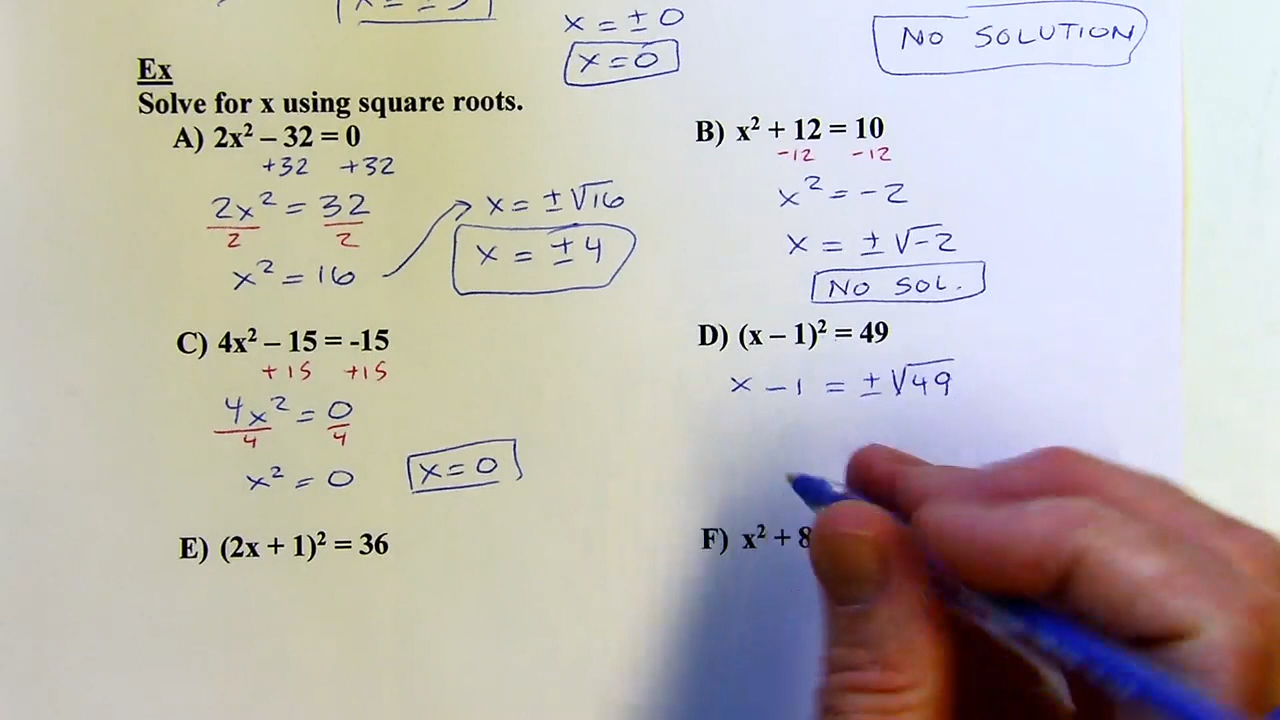 x = ± 0
x = 0
NO SOLUTION
Ex
Solve for x using square roots.
A) 2x² – 32 = 0
+32 +32
2x² = 32
2 2
x² = 16
x = ±√16
x = ±4
B) x² + 12 = 10
-12 -12
x² = -2
x = ±√-2
NO SOL.
C) 4x² – 15 = -15
+15 +15
4x² = 0
4 4
x² = 0
x = 0
D) (x – 1)² = 49
x - 1 = ±√49
E) (2x + 1)² = 36
F) x² + 8